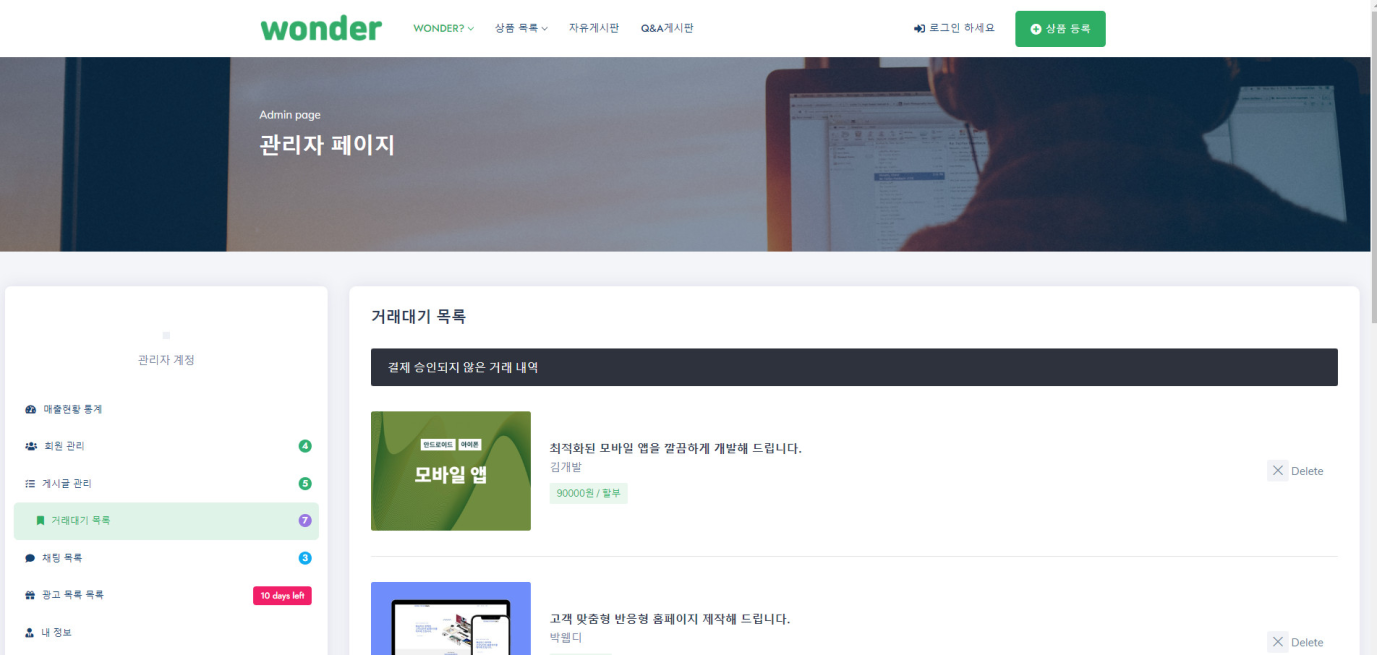 wonder
WONDER?
상품 목록
자유게시판
Q&A게시판
로그인 하세요
상품 등록
Admin page
관리자 페이지
관리자 계정
매출현황 통계
회원 관리 4
게시글 관리 5
거래대기 목록 7
채팅 목록 3
광고 목록 목록 10 days left
내 정보
거래대기 목록
결제 승인되지 않은 거래 내역
안드로이드 아이폰
모바일 앱
최적화된 모바일 앱을 깔끔하게 개발해 드립니다.
김개발
90000원 / 할부
Delete
고객 맞춤형 반응형 홈페이지 제작해 드립니다.
박웹디
Delete